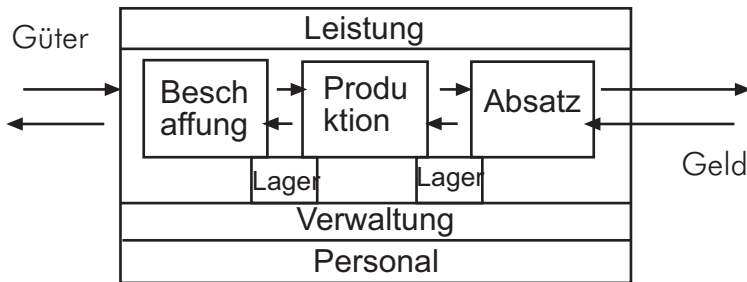 Leistung
Güter
Besch
affung
Produ
ktion
Absatz
Geld
Lager
Lager
Verwaltung
Personal